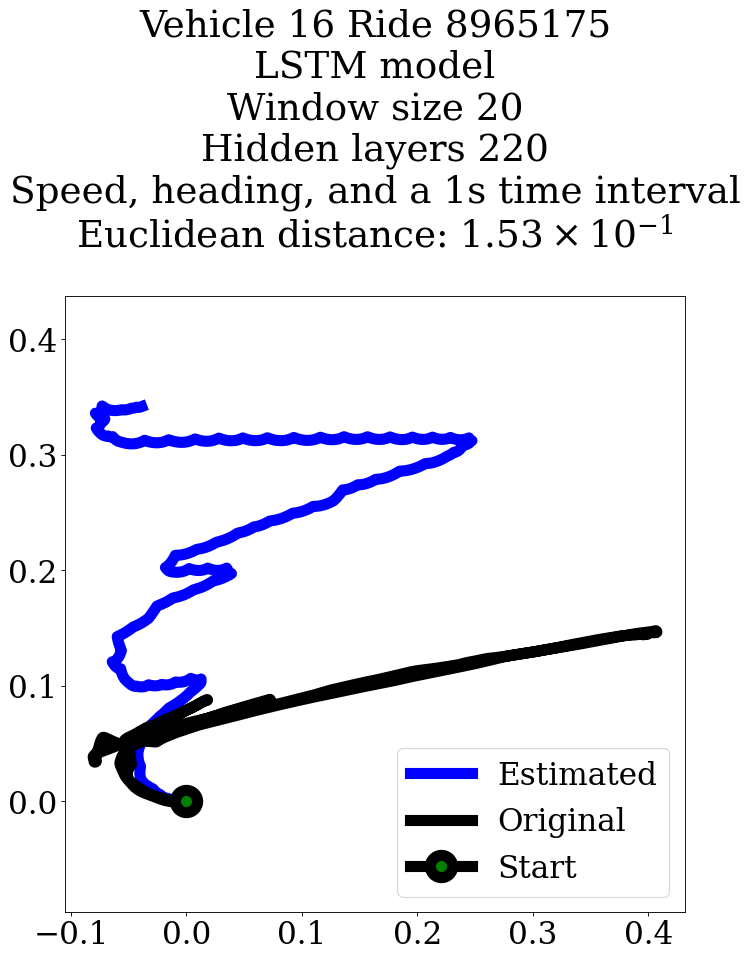 Vehicle 16 Ride 8965175
LSTM model
Window size 20
Hidden layers 220
Speed, heading, and a 1s time interval
Euclidean distance: 1.53 × 10⁻¹
0.4
0.3
0.2
0.1
0.0
Estimated
Original
Start
−0.1 0.0 0.1 0.2 0.3 0.4